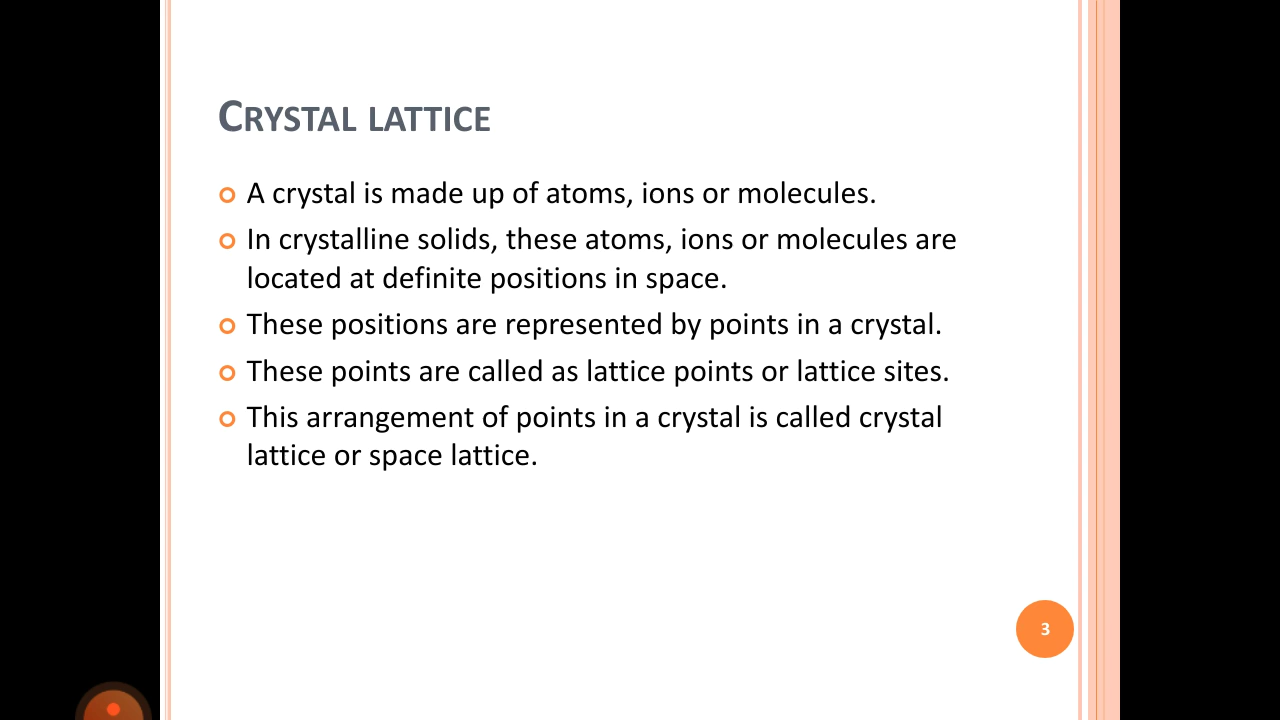 CRYSTAL LATTICE
A crystal is made up of atoms, ions or molecules.
In crystalline solids, these atoms, ions or molecules are
located at definite positions in space.
These positions are represented by points in a crystal.
These points are called as lattice points or lattice sites.
This arrangement of points in a crystal is called crystal
lattice or space lattice.
3